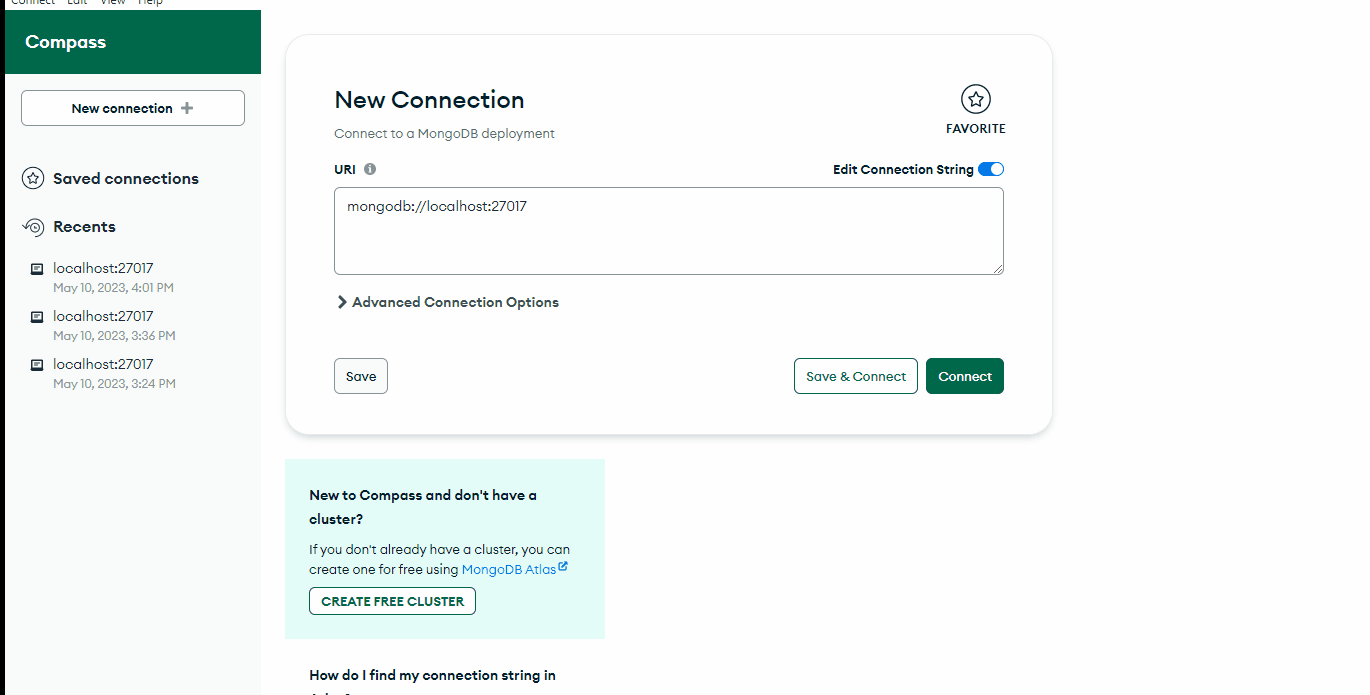 Connect Edit View Help
Compass
New connection
Saved connections
Recents
localhost:27017
May 10, 2023, 4:01 PM
localhost:27017
May 10, 2023, 3:36 PM
localhost:27017
May 10, 2023, 3:24 PM
New Connection
FAVORITE
Connect to a MongoDB deployment
URI
Edit Connection String
mongodb://localhost:27017
Advanced Connection Options
Save
Save & Connect
Connect
New to Compass and don't have a
cluster?
If you don't already have a cluster, you can
create one for free using MongoDB Atlas
CREATE FREE CLUSTER
How do I find my connection string in